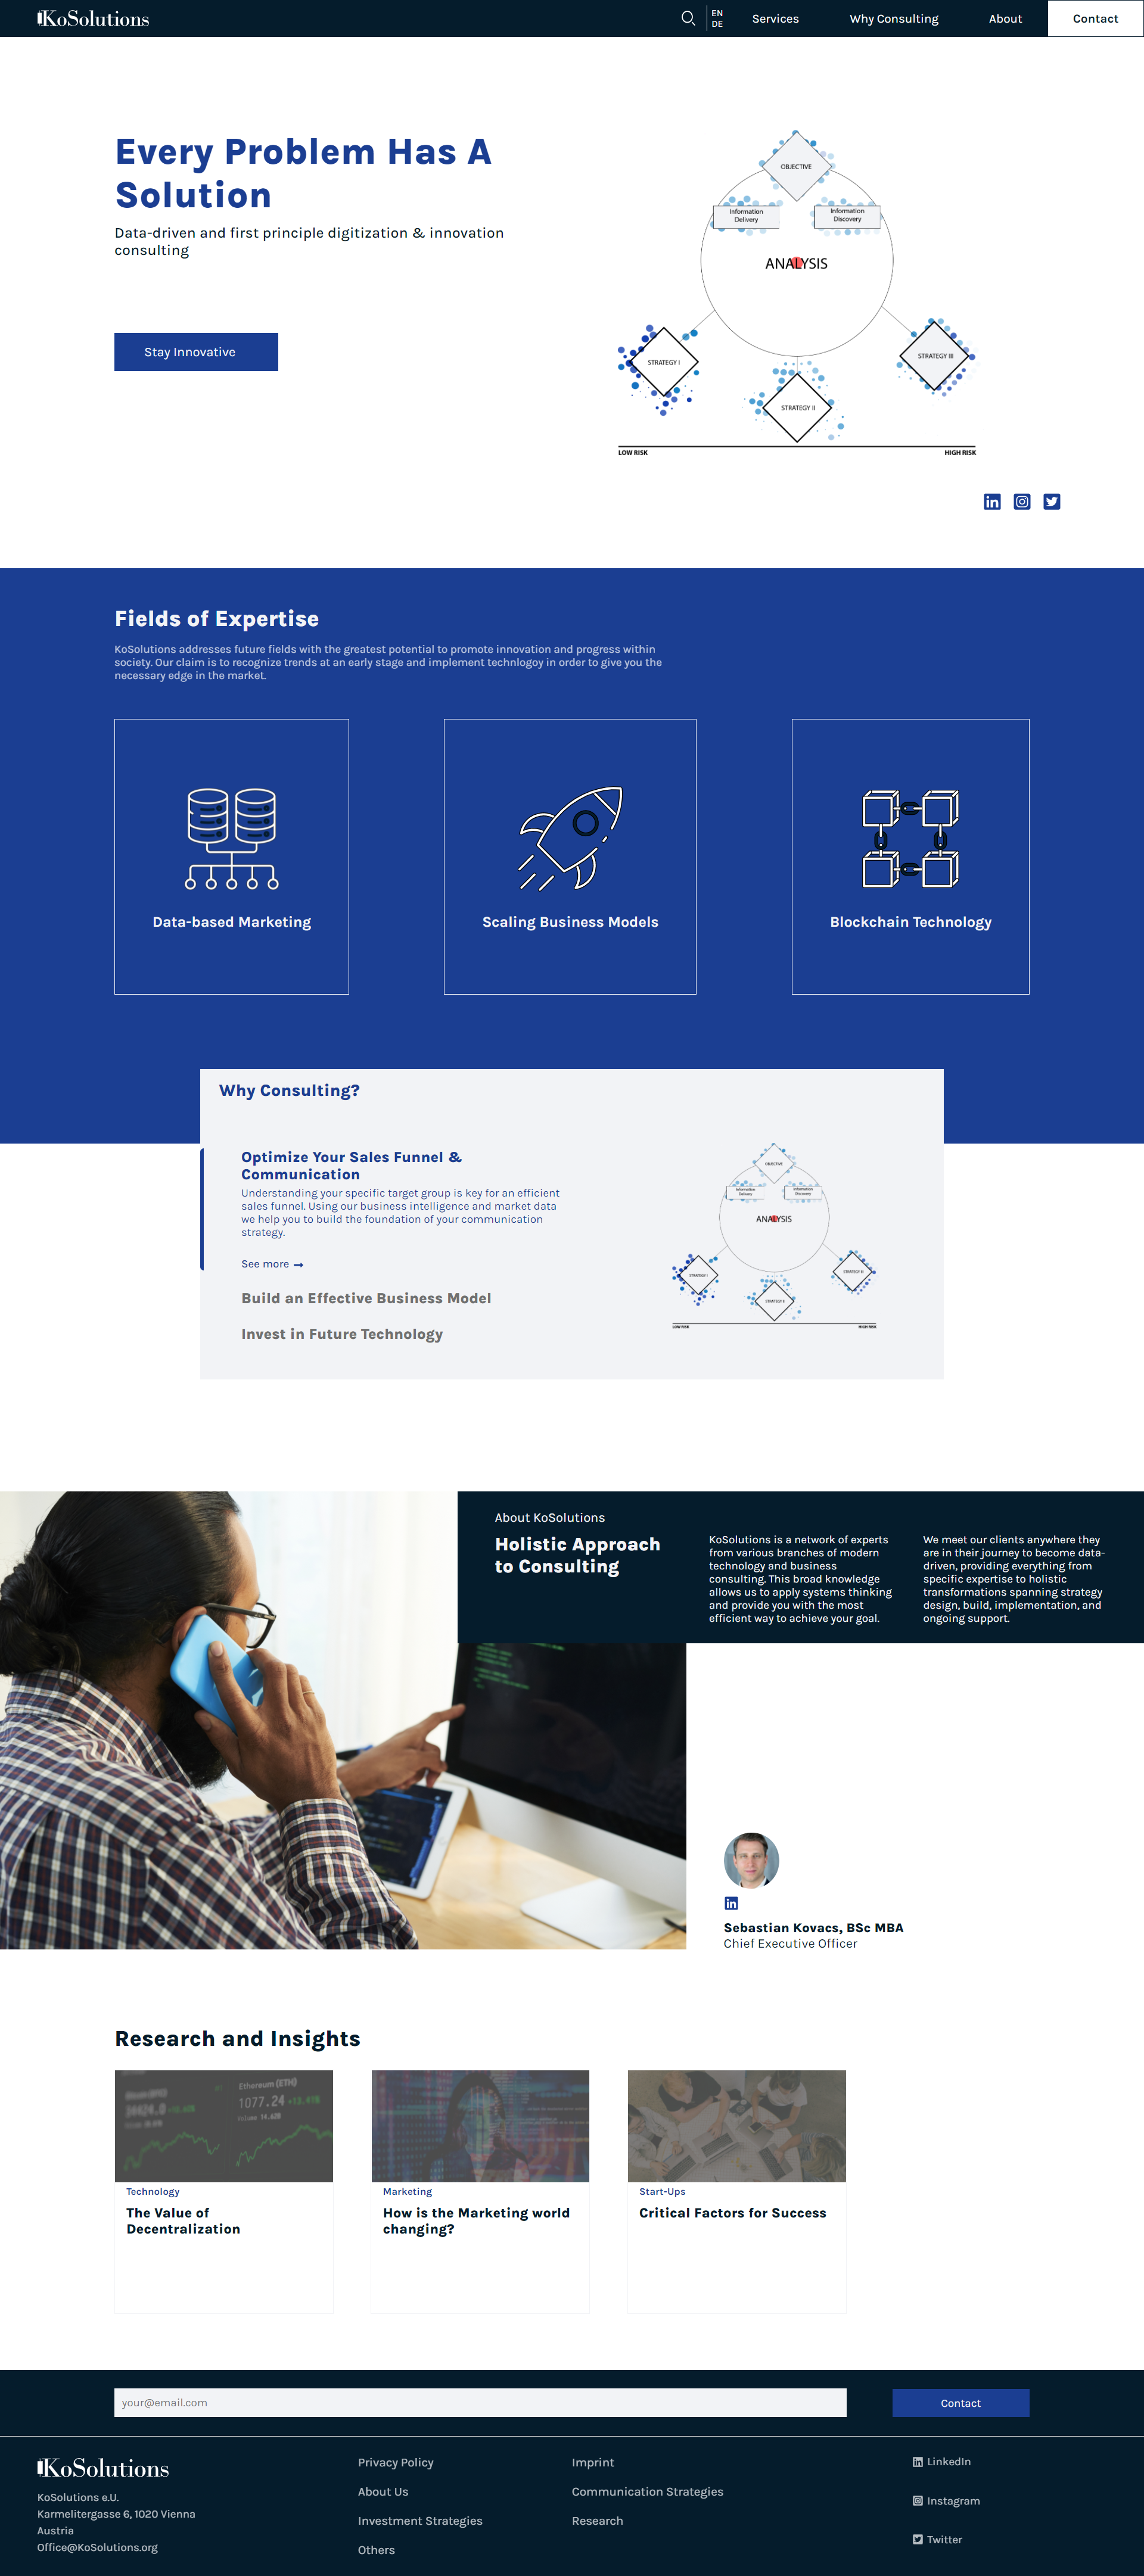 KoSolutions
EN
DE
Services
Why Consulting
About
Contact
Every Problem Has A
Solution
Data-driven and first principle digitization & innovation
consulting
Stay Innovative
OBJECTIVE
Information
Delivery
Information
Discovery
ANALYSIS
STRATEGY I
STRATEGY II
STRATEGY III
LOW RISK
HIGH RISK
Fields of Expertise
KoSolutions addresses future fields with the greatest potential to promote innovation and progress within
society. Our claim is to recognize trends at an early stage and implement technlogoy in order to give you the
necessary edge in the market.
Data-based Marketing
Scaling Business Models
Blockchain Technology
Why Consulting?
Optimize Your Sales Funnel &
Communication
Understanding your specific target group is key for an efficient
sales funnel. Using our business intelligence and market data
we help you to build the foundation of your communication
strategy.
See more
Build an Effective Business Model
Invest in Future Technology
OBJECTIVE
Information
Delivery
Information
Discovery
ANALYSIS
STRATEGY I
STRATEGY II
STRATEGY III
LOW RISK
HIGH RISK
About KoSolutions
Holistic Approach
to Consulting
KoSolutions is a network of experts
from various branches of modern
technology and business
consulting. This broad knowledge
allows us to apply systems thinking
and provide you with the most
efficient way to achieve your goal.
We meet our clients anywhere they
are in their journey to become data-
driven, providing everything from
specific expertise to holistic
transformations spanning strategy
design, build, implementation, and
ongoing support.
Sebastian Kovacs, BSc MBA
Chief Executive Officer
Research and Insights
Ethereum (ETH)
1077.24
Volume 14.62B
Technology
The Value of
Decentralization
Marketing
How is the Marketing world
changing?
Start-Ups
Critical Factors for Success
your@email.com
Contact
KoSolutions
KoSolutions e.U.
Karmelitergasse 6, 1020 Vienna
Austria
Office@KoSolutions.org
Privacy Policy
About Us
Investment Strategies
Others
Imprint
Communication Strategies
Research
LinkedIn
Instagram
Twitter